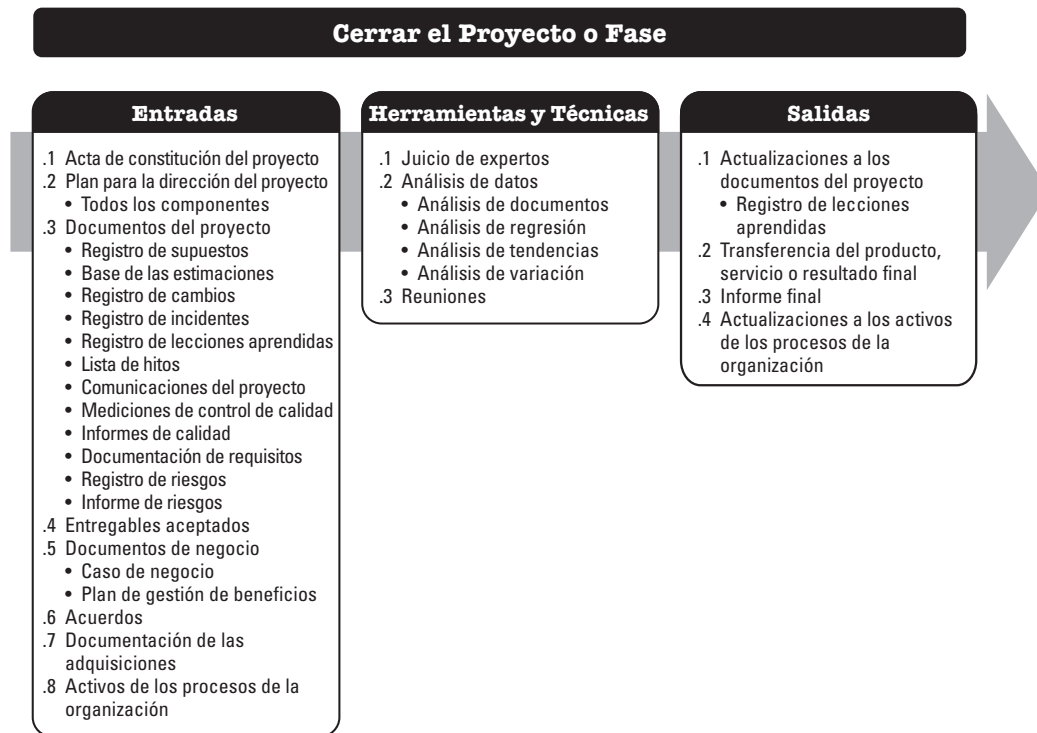 Cerrar el Proyecto o Fase
Entradas
.1 Acta de constitución del proyecto
.2 Plan para la dirección del proyecto
• Todos los componentes
.3 Documentos del proyecto
• Registro de supuestos
• Base de las estimaciones
• Registro de cambios
• Registro de incidentes
• Registro de lecciones aprendidas
• Lista de hitos
• Comunicaciones del proyecto
• Mediciones de control de calidad
• Informes de calidad
• Documentación de requisitos
• Registro de riesgos
• Informe de riesgos
.4 Entregables aceptados
.5 Documentos de negocio
• Caso de negocio
• Plan de gestión de beneficios
.6 Acuerdos
.7 Documentación de las
adquisiciones
.8 Activos de los procesos de la
organización
Herramientas y Técnicas
.1 Juicio de expertos
.2 Análisis de datos
• Análisis de documentos
• Análisis de regresión
• Análisis de tendencias
• Análisis de variación
.3 Reuniones
Salidas
.1 Actualizaciones a los
documentos del proyecto
• Registro de lecciones
aprendidas
.2 Transferencia del producto,
servicio o resultado final
.3 Informe final
.4 Actualizaciones a los activos
de los procesos de la
organización